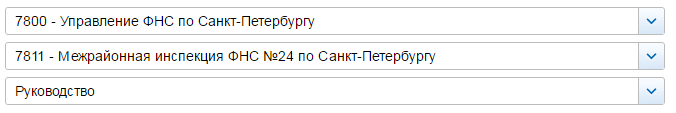 7800 - Управление ФНС по Санкт-Петербургу
7811 - Межрайонная инспекция ФНС №24 по Санкт-Петербургу
Руководство